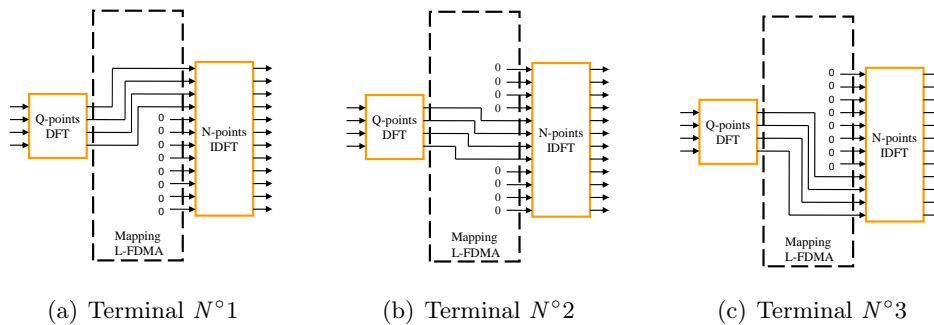 Q-points
DFT
0
0
0
0
0
0
0
0
N-points
IDFT
Mapping
L-FDMA
(a) Terminal N°1
0
0
0
0
Q-points
DFT
N-points
IDFT
0
0
0
0
Mapping
L-FDMA
(b) Terminal N°2
0
0
0
0
0
0
0
0
Q-points
DFT
N-points
IDFT
Mapping
L-FDMA
(c) Terminal N°3